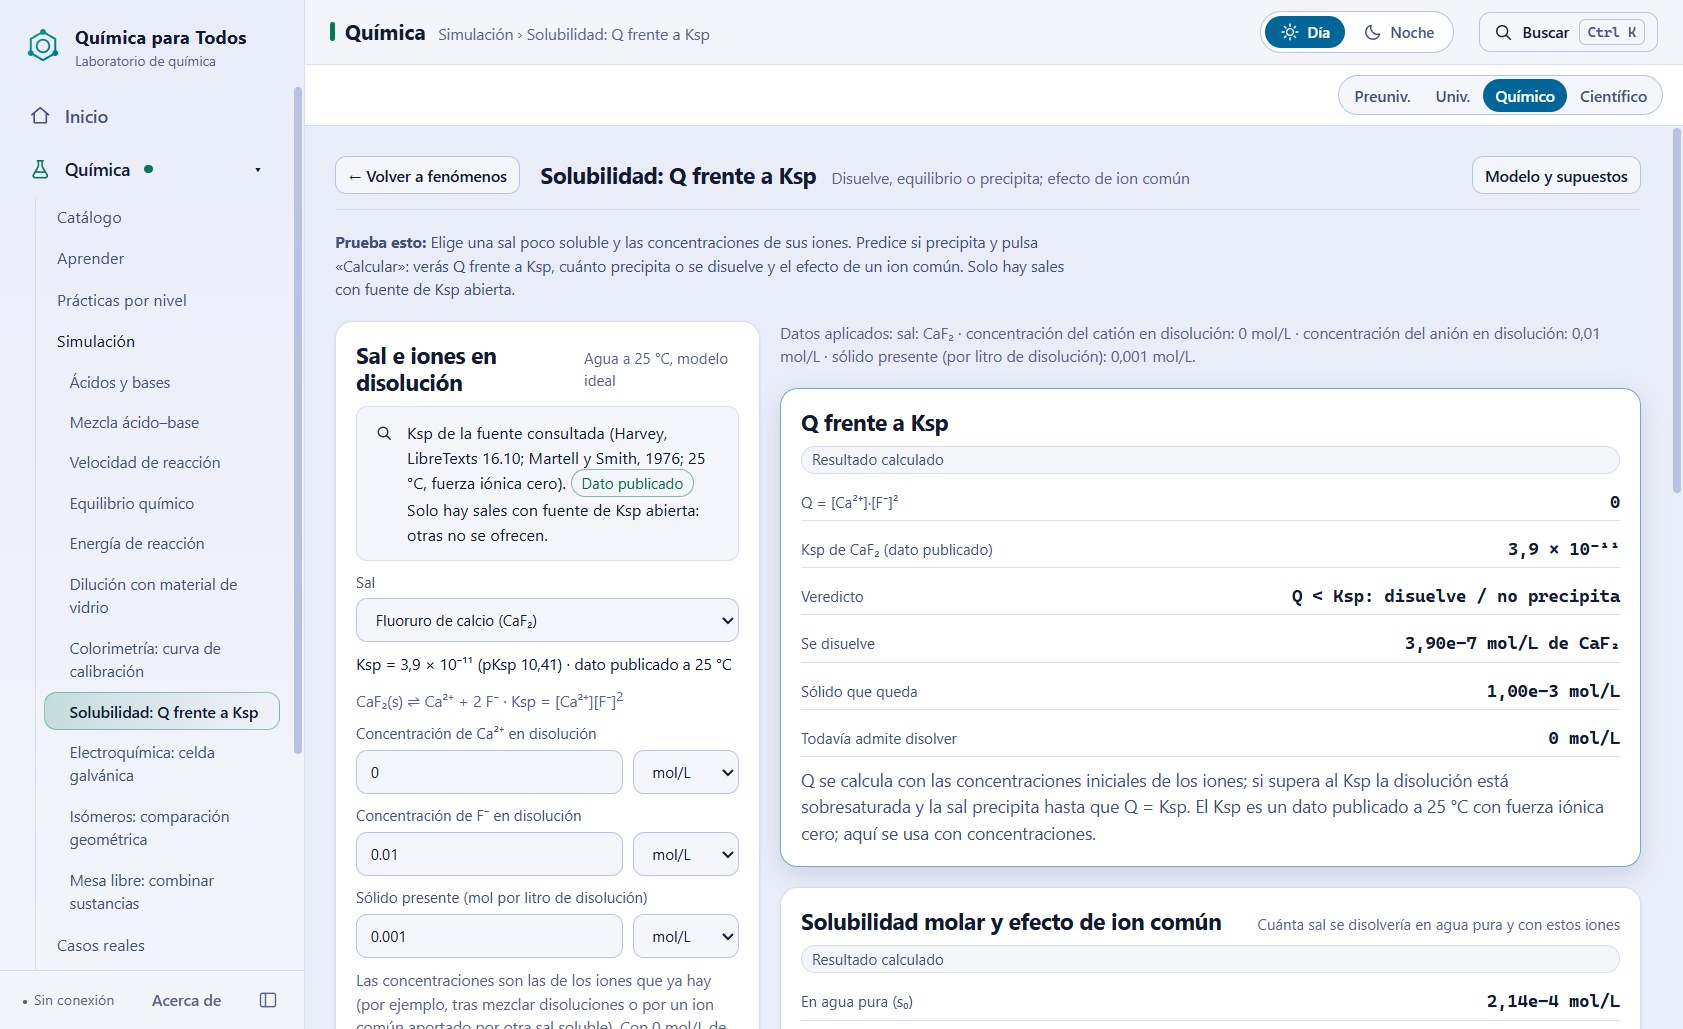 Química para Todos
Laboratorio de química
Inicio
Química
Catálogo
Aprender
Prácticas por nivel
Simulación
Ácidos y bases
Mezcla ácido–base
Velocidad de reacción
Equilibrio químico
Energía de reacción
Dilución con material de
vidrio
Colorimetría: curva de
calibración
Solubilidad: Q frente a Ksp
Electroquímica: celda
galvánica
Isómeros: comparación
geométrica
Mesa libre: combinar
sustancias
Casos reales
• Sin conexión
Acerca de
Química
Simulación › Solubilidad: Q frente a Ksp
Día
Noche
Buscar
Ctrl K
Preuniv.
Univ.
Químico
Científico
← Volver a fenómenos
Solubilidad: Q frente a Ksp
Disuelve, equilibrio o precipita; efecto de ion común
Modelo y supuestos
Prueba esto: Elige una sal poco soluble y las concentraciones de sus iones. Predice si precipita y pulsa
«Calcular»: verás Q frente a Ksp, cuánto precipita o se disuelve y el efecto de un ion común. Solo hay sales
con fuente de Ksp abierta.
Sal e iones en
disolución
Agua a 25 °C, modelo
ideal
Ksp de la fuente consultada (Harvey,
LibreTexts 16.10; Martell y Smith, 1976; 25
°C, fuerza iónica cero). Dato publicado
Solo hay sales con fuente de Ksp abierta:
otras no se ofrecen.
Sal
Fluoruro de calcio (CaF₂)
Ksp = 3,9 × 10⁻¹¹ (pKsp 10,41) · dato publicado a 25 °C
CaF₂(s) ⇌ Ca²⁺ + 2 F⁻ · Ksp = [Ca²⁺][F⁻]²
Concentración de Ca²⁺ en disolución
0
mol/L
Concentración de F⁻ en disolución
0.01
mol/L
Sólido presente (mol por litro de disolución)
0.001
mol/L
Las concentraciones son las de los iones que ya hay
(por ejemplo, tras mezclar disoluciones o por un ion
común aportado por otra sal soluble). Con 0 mol/L de
Datos aplicados: sal: CaF₂ · concentración del catión en disolución: 0 mol/L · concentración del anión en disolución: 0,01
mol/L · sólido presente (por litro de disolución): 0,001 mol/L.
Q frente a Ksp
Resultado calculado
Q = [Ca²⁺]·[F⁻]²
0
Ksp de CaF₂ (dato publicado)
3,9 × 10⁻¹¹
Veredicto
Q < Ksp: disuelve / no precipita
Se disuelve
3,90e−7 mol/L de CaF₂
Sólido que queda
1,00e−3 mol/L
Todavía admite disolver
0 mol/L
Q se calcula con las concentraciones iniciales de los iones; si supera al Ksp la disolución está
sobresaturada y la sal precipita hasta que Q = Ksp. El Ksp es un dato publicado a 25 °C con fuerza iónica
cero; aquí se usa con concentraciones.
Solubilidad molar y efecto de ion común
Cuánta sal se disolvería en agua pura y con estos iones
Resultado calculado
En agua pura (s₀)
2,14e−4 mol/L